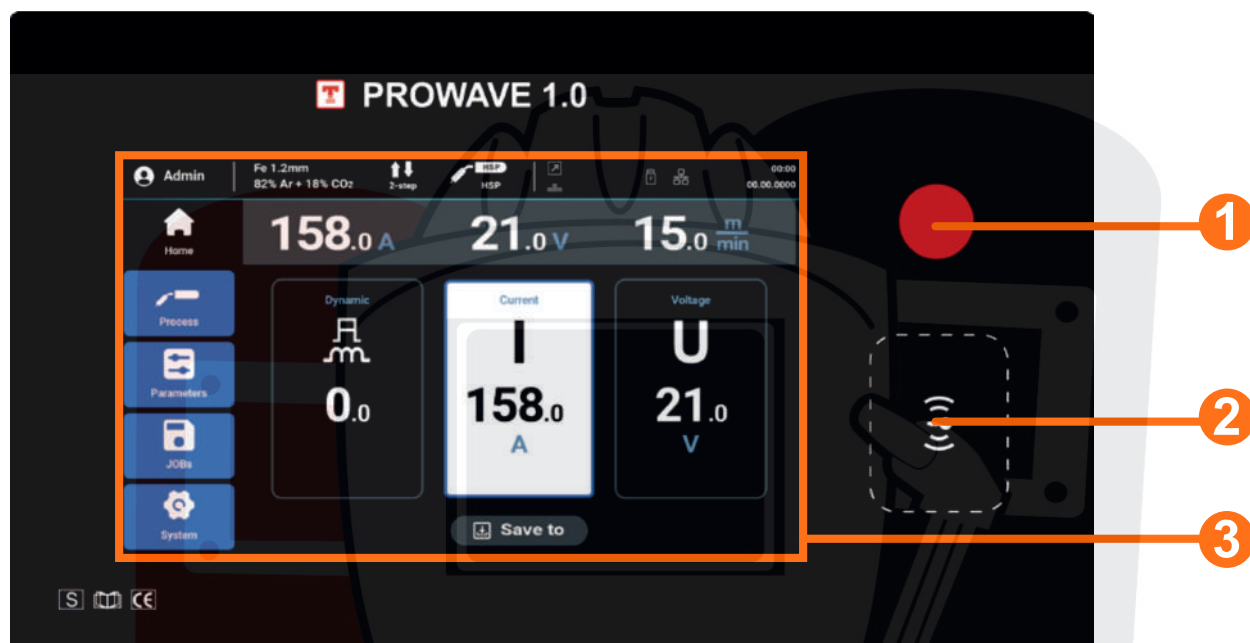 PROWAVE 1.0
Admin
Fe 1.2mm
82% Ar + 18% CO2
2-step
HSP
HSP
00:00
00.00.0000
Home
158.0 A
21.0 V
15.0 m/min
Process
Parameters
JOBs
System
Dynamic
0.0
Current
I
158.0
A
Voltage
U
21.0
V
Save to
S
CE
1
2
3